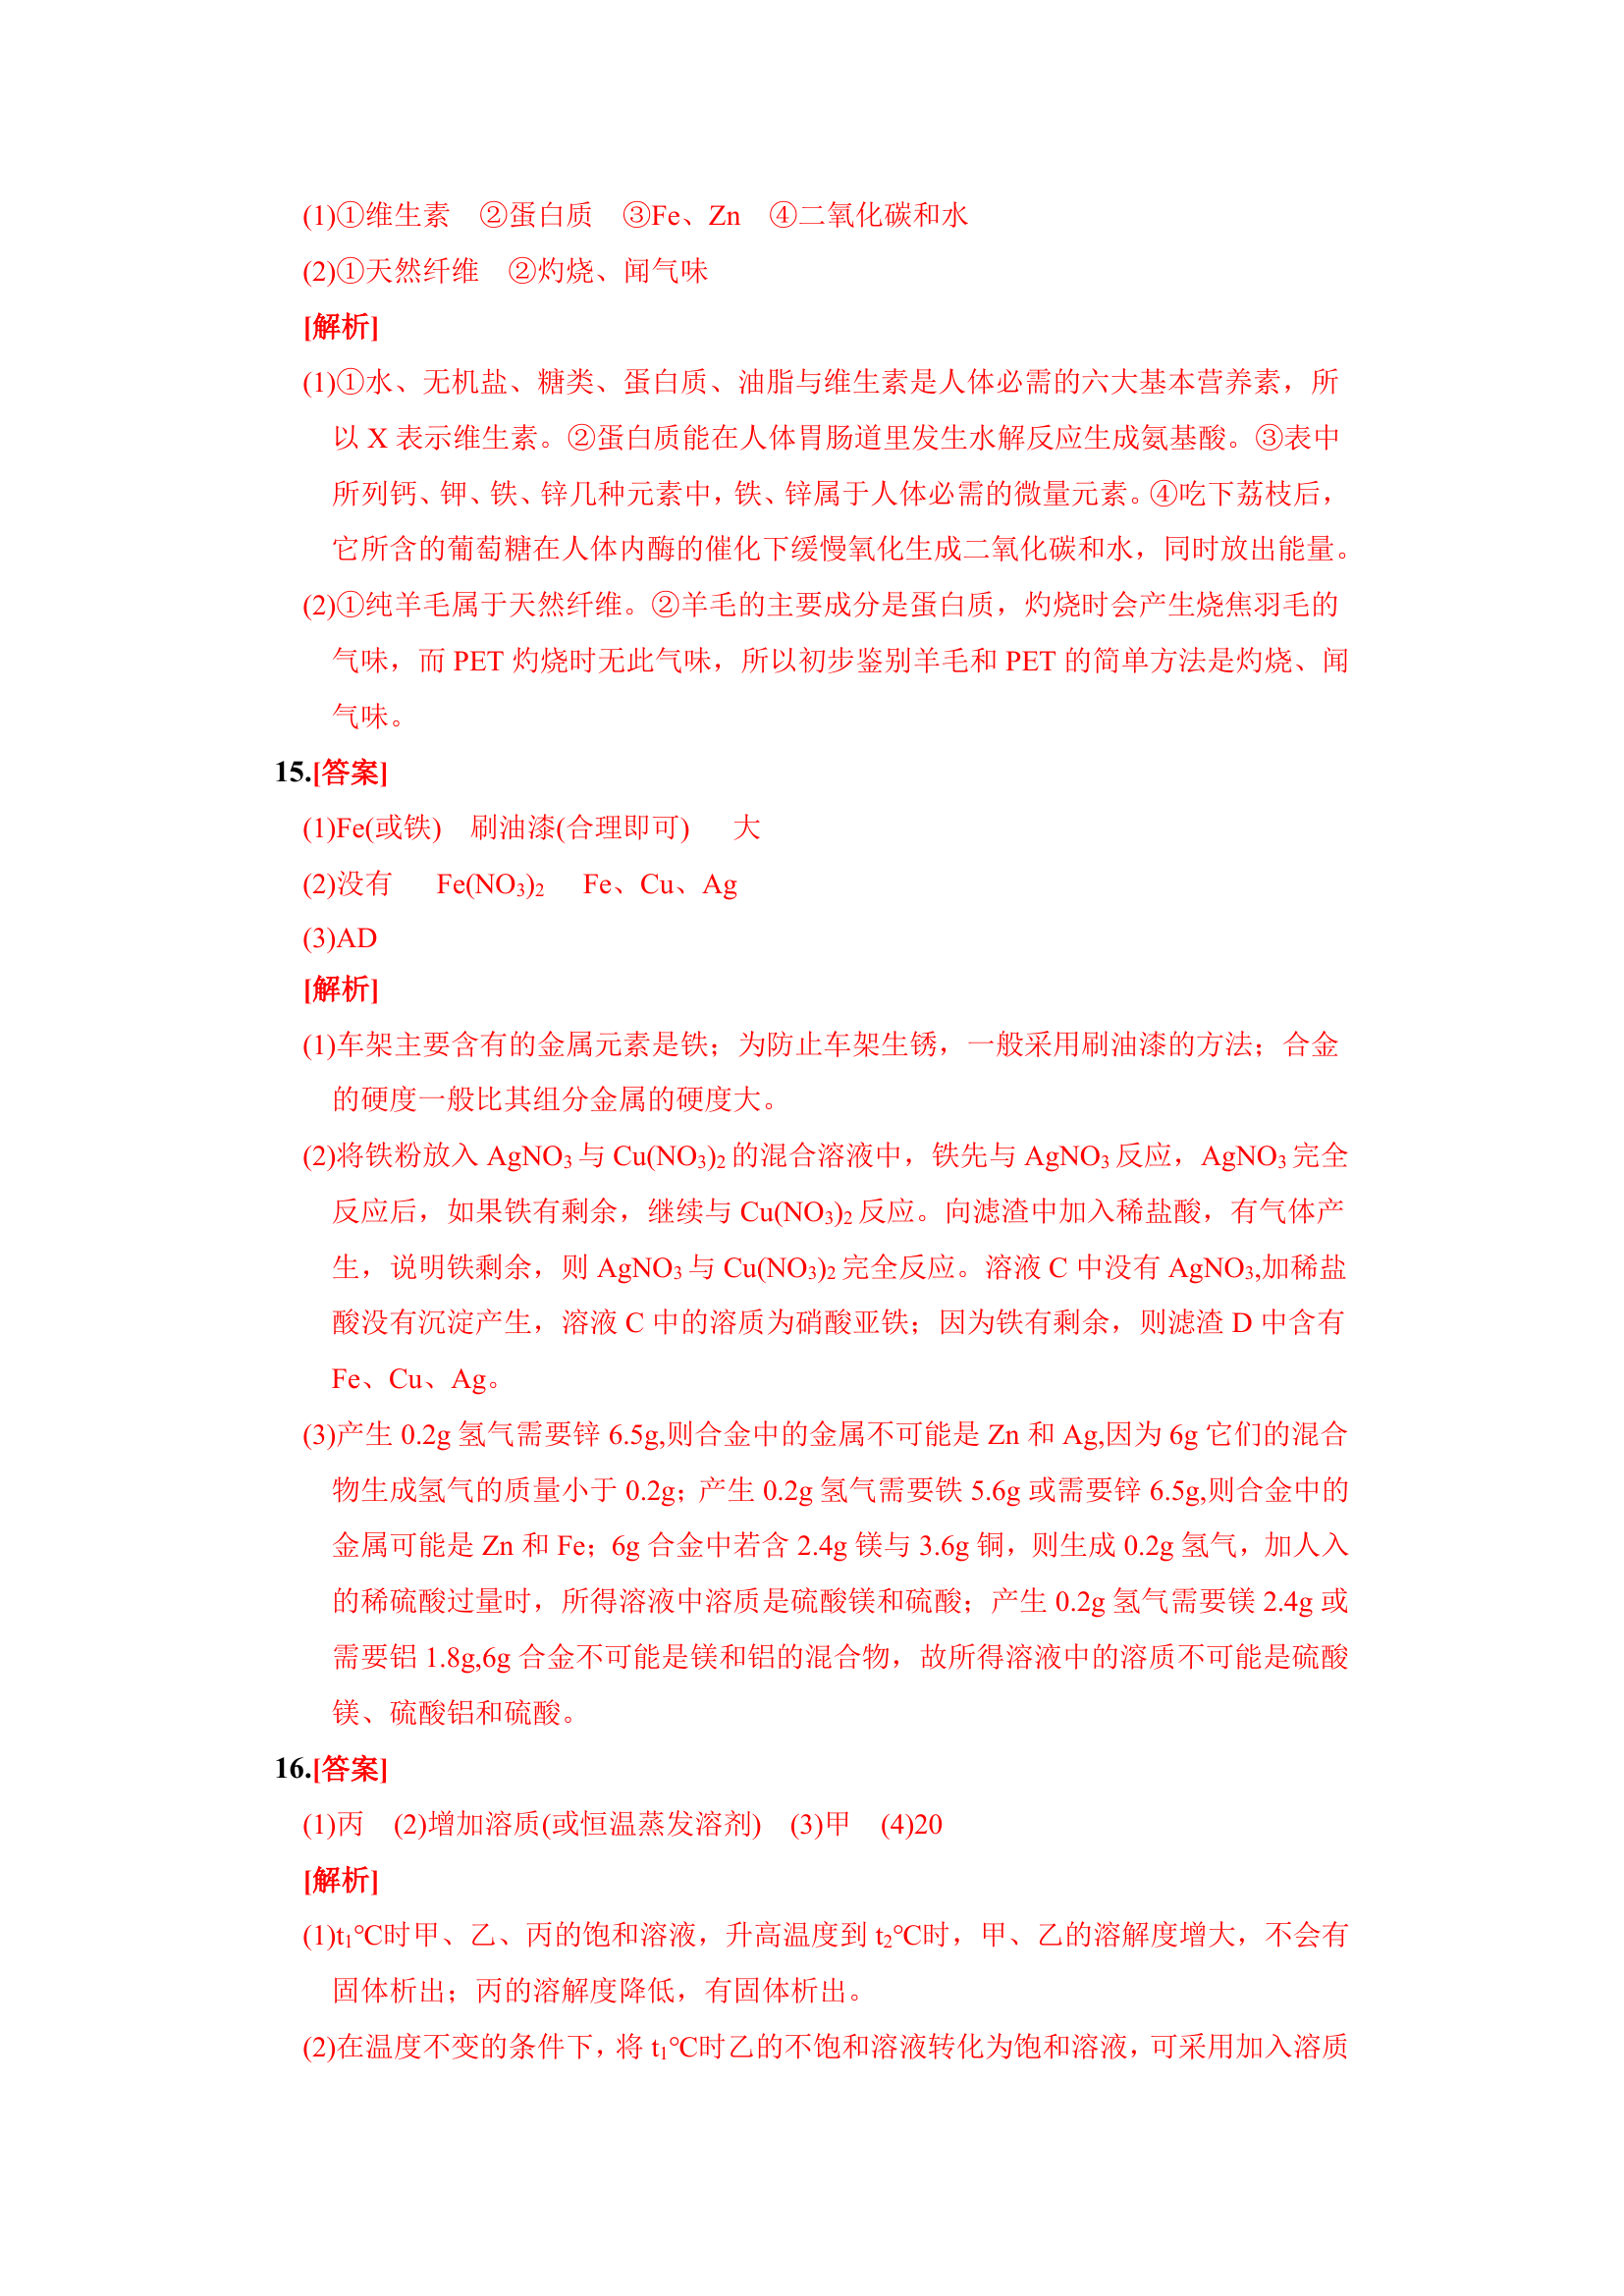 (1)①维生素　②蛋白质　③Fe、Zn　④二氧化碳和水
(2)①天然纤维　②灼烧、闻气味
[解析]
(1)①水、无机盐、糖类、蛋白质、油脂与维生素是人体必需的六大基本营养素，所
以 X 表示维生素。②蛋白质能在人体胃肠道里发生水解反应生成氨基酸。③表中
所列钙、钾、铁、锌几种元素中，铁、锌属于人体必需的微量元素。④吃下荔枝后，
它所含的葡萄糖在人体内酶的催化下缓慢氧化生成二氧化碳和水，同时放出能量。
(2)①纯羊毛属于天然纤维。②羊毛的主要成分是蛋白质，灼烧时会产生烧焦羽毛的
气味，而 PET 灼烧时无此气味，所以初步鉴别羊毛和 PET 的简单方法是灼烧、闻
气味。
15.[答案]
(1)Fe(或铁)　刷油漆(合理即可)　大
(2)没有　Fe(NO₃)₂　Fe、Cu、Ag
(3)AD
[解析]
(1)车架主要含有的金属元素是铁；为防止车架生锈，一般采用刷油漆的方法；合金
的硬度一般比其组分金属的硬度大。
(2)将铁粉放入 AgNO₃ 与 Cu(NO₃)₂ 的混合溶液中，铁先与 AgNO₃ 反应，AgNO₃ 完全
反应后，如果铁有剩余，继续与 Cu(NO₃)₂ 反应。向滤渣中加入稀盐酸，有气体产
生，说明铁剩余，则 AgNO₃ 与 Cu(NO₃)₂ 完全反应。溶液 C 中没有 AgNO₃,加稀盐
酸没有沉淀产生，溶液 C 中的溶质为硝酸亚铁；因为铁有剩余，则滤渣 D 中含有
Fe、Cu、Ag。
(3)产生 0.2g 氢气需要锌 6.5g,则合金中的金属不可能是 Zn 和 Ag,因为 6g 它们的混合
物生成氢气的质量小于 0.2g；产生 0.2g 氢气需要铁 5.6g 或需要锌 6.5g,则合金中的
金属可能是 Zn 和 Fe；6g 合金中若含 2.4g 镁与 3.6g 铜，则生成 0.2g 氢气，加人入
的稀硫酸过量时，所得溶液中溶质是硫酸镁和硫酸；产生 0.2g 氢气需要镁 2.4g 或
需要铝 1.8g,6g 合金不可能是镁和铝的混合物，故所得溶液中的溶质不可能是硫酸
镁、硫酸铝和硫酸。
16.[答案]
(1)丙　(2)增加溶质(或恒温蒸发溶剂)　(3)甲　(4)20
[解析]
(1)t₁℃时甲、乙、丙的饱和溶液，升高温度到 t₂℃时，甲、乙的溶解度增大，不会有
固体析出；丙的溶解度降低，有固体析出。
(2)在温度不变的条件下，将 t₁℃时乙的不饱和溶液转化为饱和溶液，可采用加入溶质